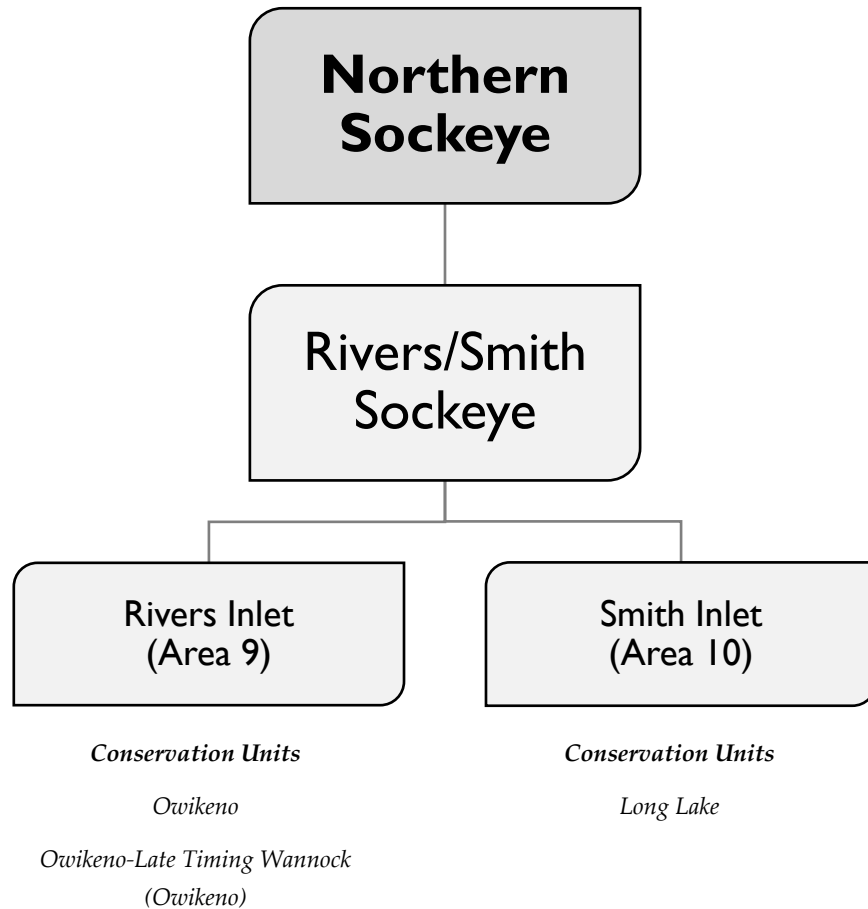 Northern
Sockeye
Rivers/Smith
Sockeye
Rivers Inlet
(Area 9)
Smith Inlet
(Area 10)
Conservation Units
Owikeno
Owikeno-Late Timing Wannock
(Owikeno)
Conservation Units
Long Lake